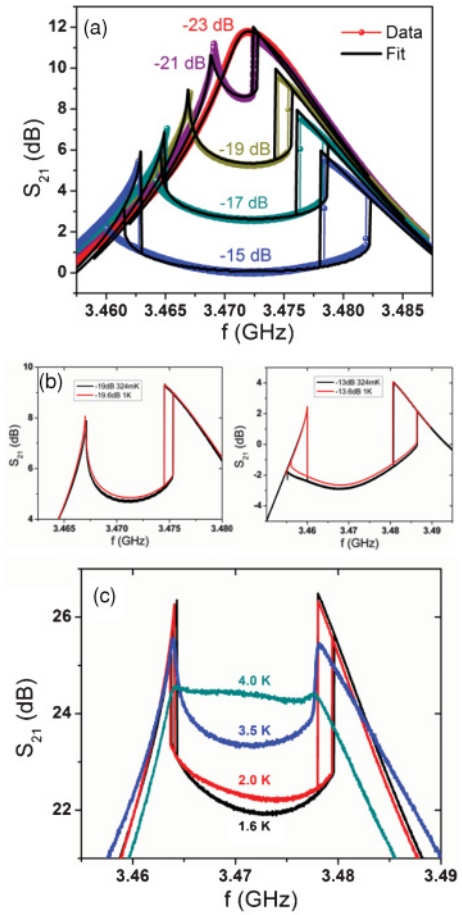 (a)
-23 dB
Data
Fit
-21 dB
-19 dB
-17 dB
-15 dB
S21 (dB)
12
10
8
6
4
2
0
3.460 3.465 3.470 3.475 3.480 3.485
f (GHz)
(b)
-19dB 324mK
-19.6dB 1K
S21 (dB)
10
8
6
4
3.465 3.470 3.475 3.480
f (GHz)
-13dB 324mK
-13.6dB 1K
S21 (dB)
4
2
0
-2
-4
3.46 3.47 3.48 3.49
f (GHz)
(c)
4.0 K
3.5 K
2.0 K
1.6 K
S21 (dB)
26
24
22
3.46 3.47 3.48 3.49
f (GHz)